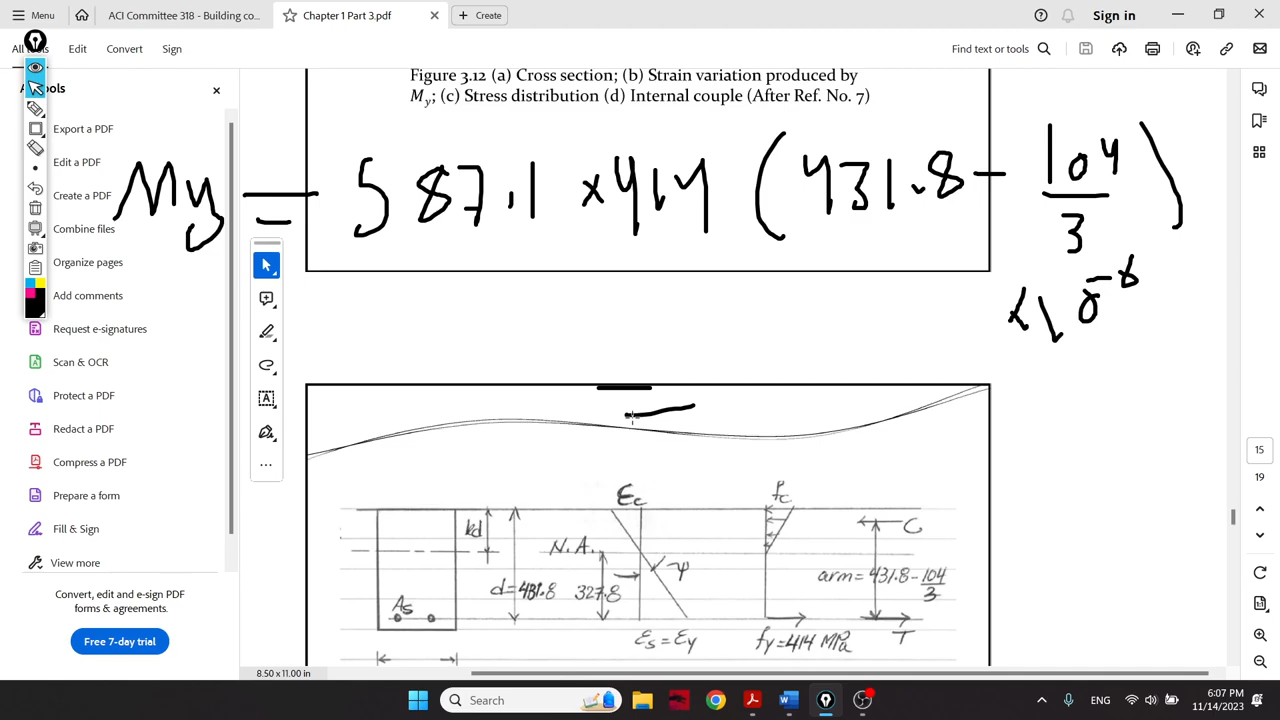 Menu
ACI Committee 318 - Building co...
Chapter 1 Part 3.pdf
Create
Sign in
All tools
Edit
Convert
Sign
Find text or tools
Export a PDF
Edit a PDF
Create a PDF
Combine files
Organize pages
Add comments
Request e-signatures
Scan & OCR
Protect a PDF
Redact a PDF
Compress a PDF
Prepare a form
Fill & Sign
View more
Convert, edit and e-sign PDF
forms & agreements.
Free 7-day trial
Figure 3.12 (a) Cross section; (b) Strain variation produced by
My; (c) Stress distribution (d) Internal couple (After Ref. No. 7)
My = 587.1 × 414 (431.8 - 104/3)
× 10^-6
εc
fc
kd
N.A.
C
d=431.8
327.8
ψ
arm=431.8-104/3
As
εs=εy
fy=414 MPa
T
15
19
8.50 x 11.00 in
Search
ENG
6:07 PM
11/14/2023